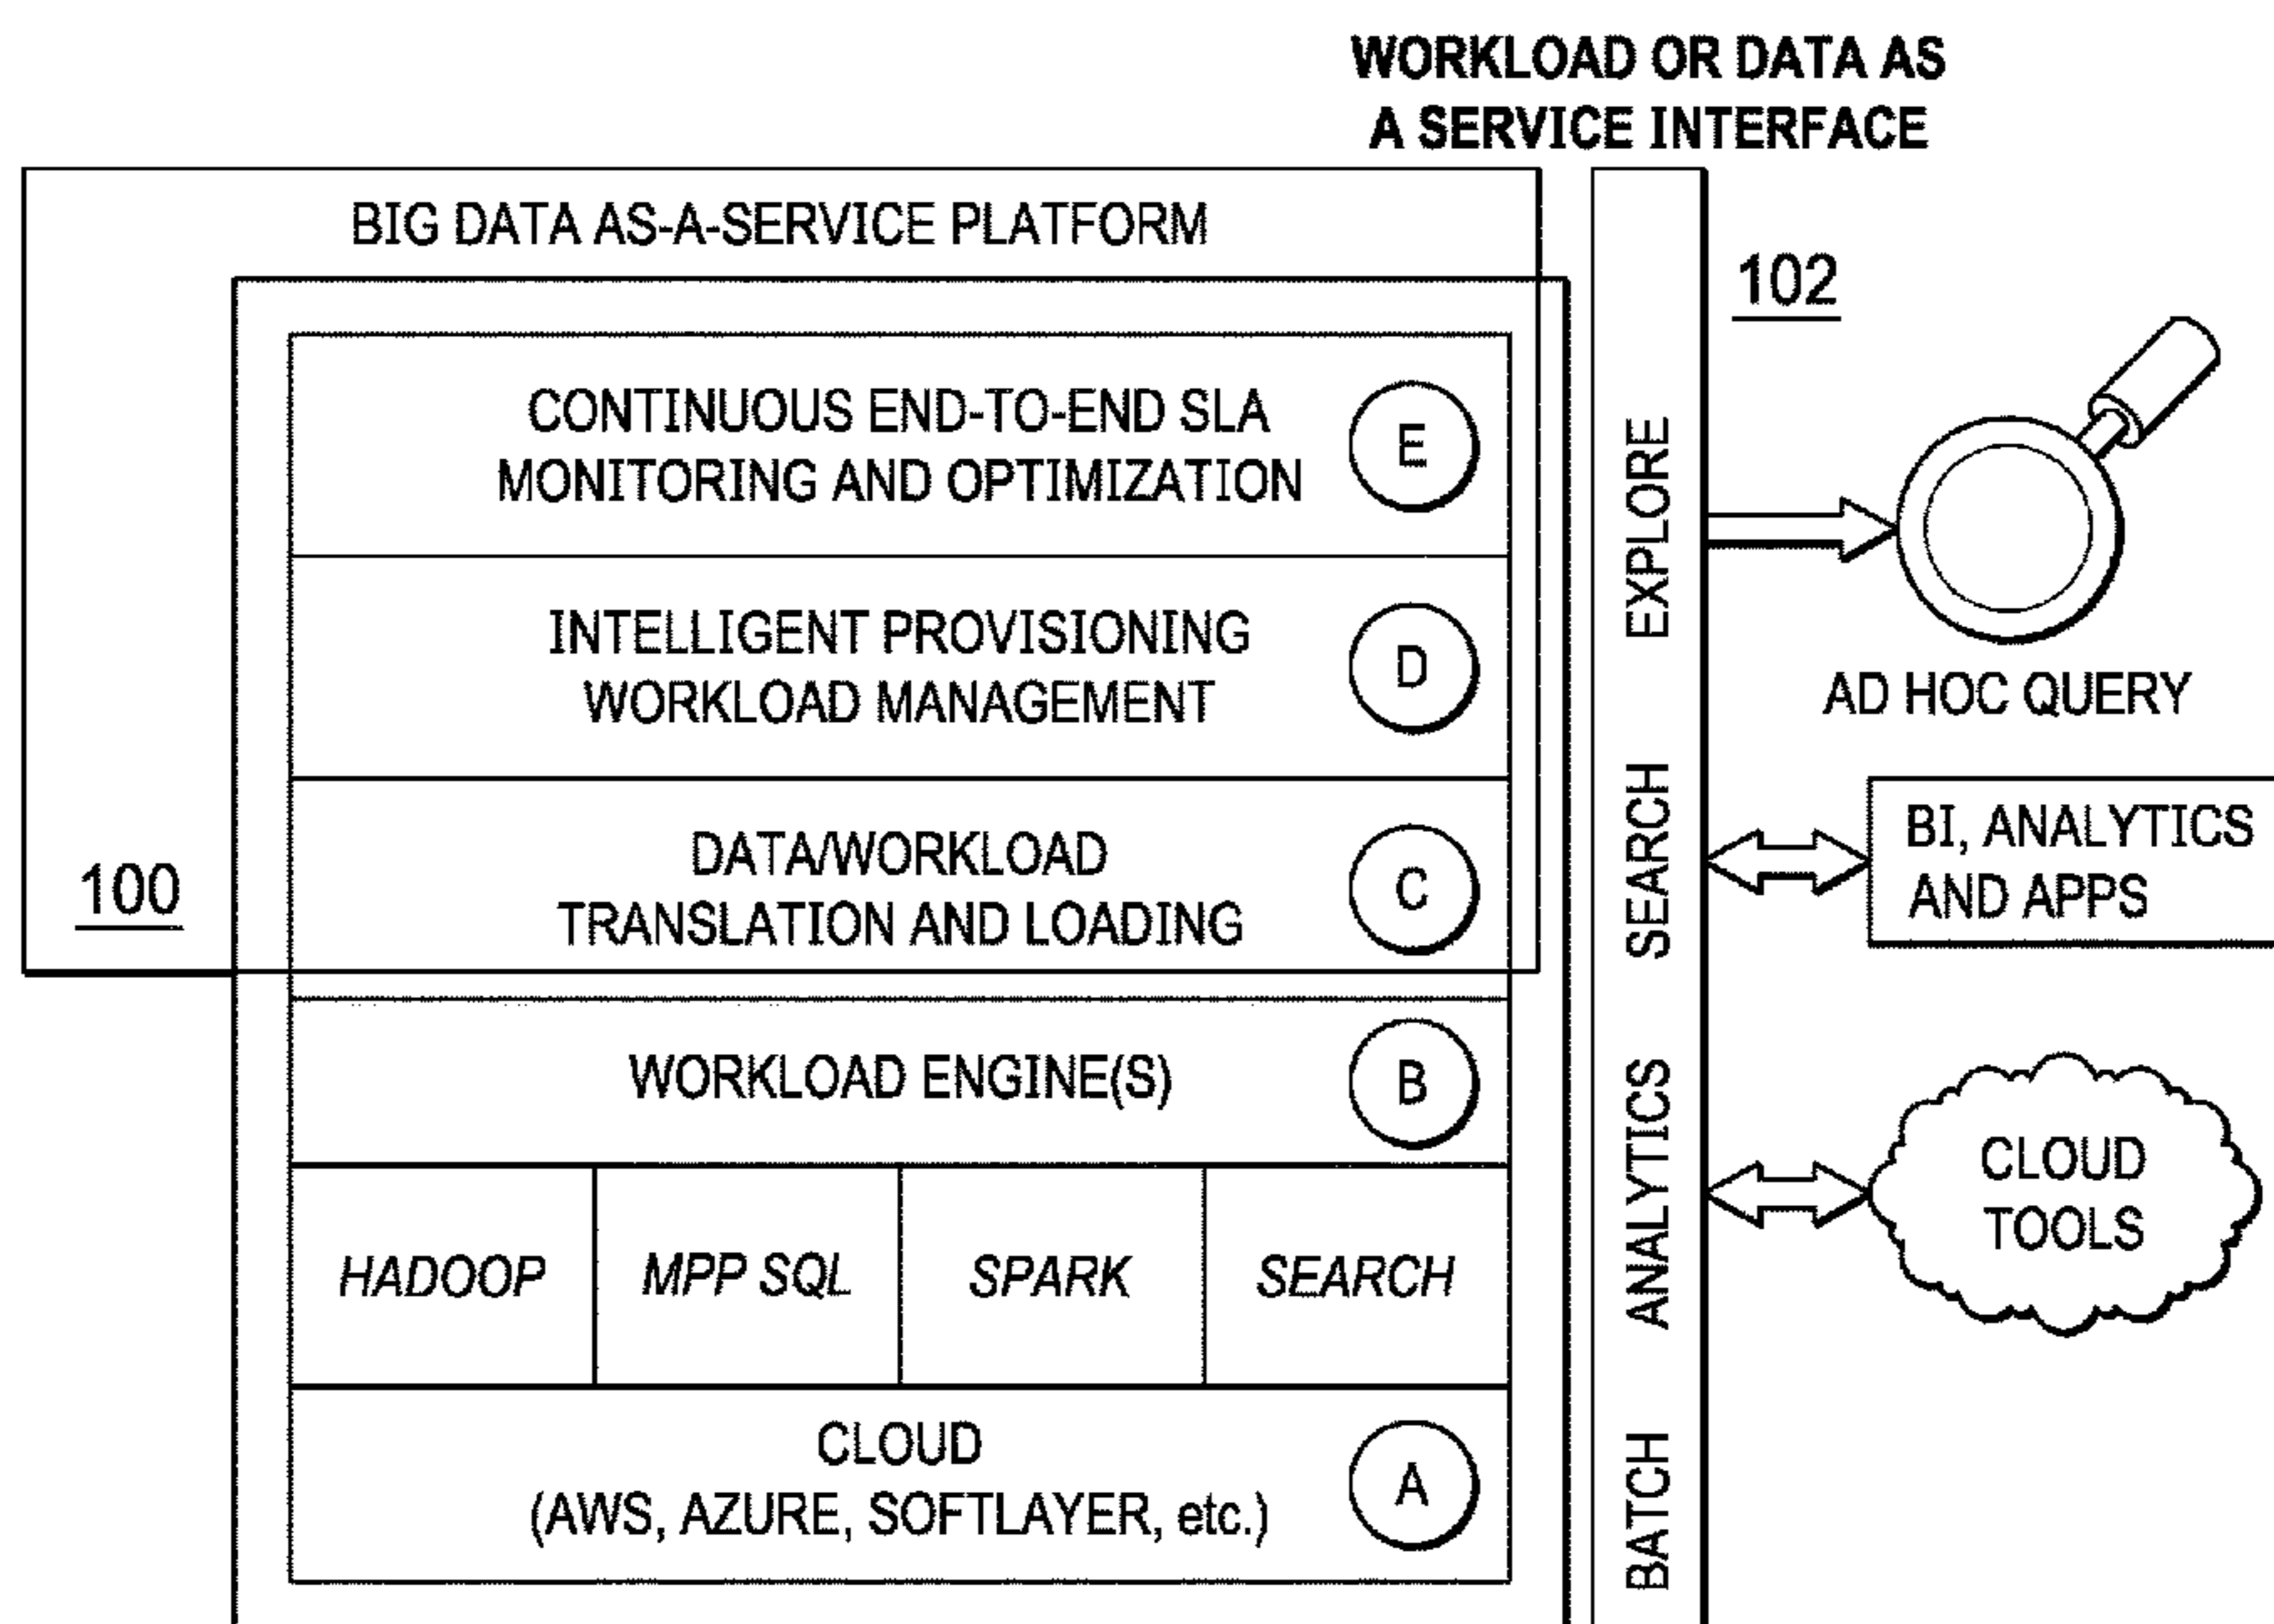 WORKLOAD OR DATA AS
A SERVICE INTERFACE
BIG DATA AS-A-SERVICE PLATFORM
102
CONTINUOUS END-TO-END SLA
MONITORING AND OPTIMIZATION
E
INTELLIGENT PROVISIONING
WORKLOAD MANAGEMENT
D
DATA/WORKLOAD
TRANSLATION AND LOADING
C
100
WORKLOAD ENGINE(S)
B
HADOOP
MPP SQL
SPARK
SEARCH
CLOUD
(AWS, AZURE, SOFTLAYER, etc.)
A
BATCH ANALYTICS SEARCH EXPLORE
AD HOC QUERY
BI, ANALYTICS
AND APPS
CLOUD
TOOLS